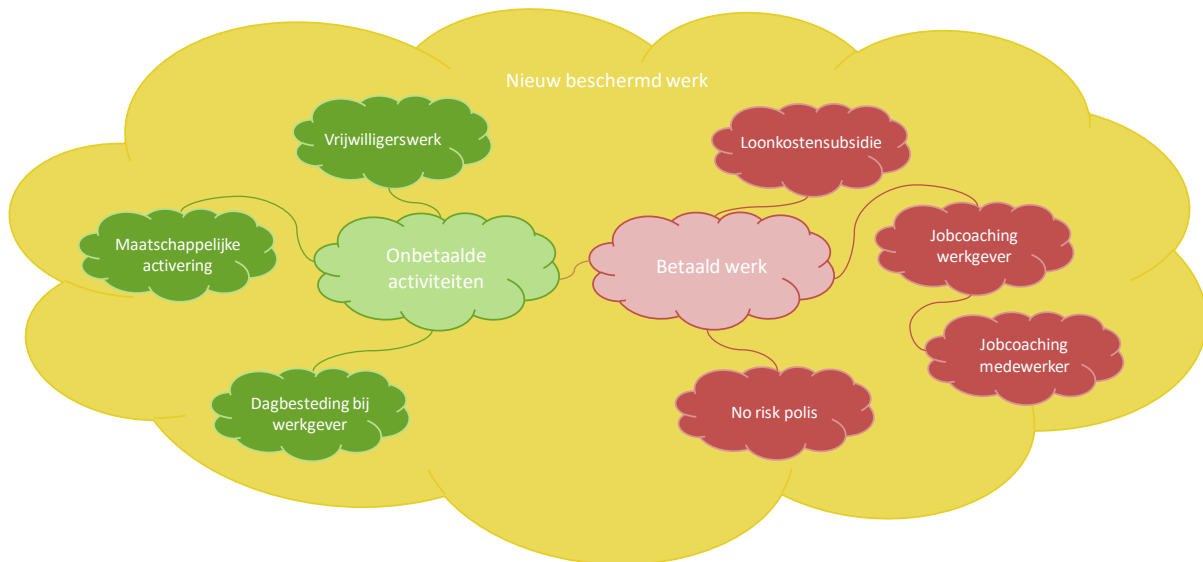 Nieuw beschermd werk
Vrijwilligerswerk
Loonkostensubsidie
Maatschappelijke
activering
Onbetaalde
activiteiten
Betaald werk
Jobcoaching
werkgever
Jobcoaching
medewerker
Dagbesteding bij
werkgever
No risk polis